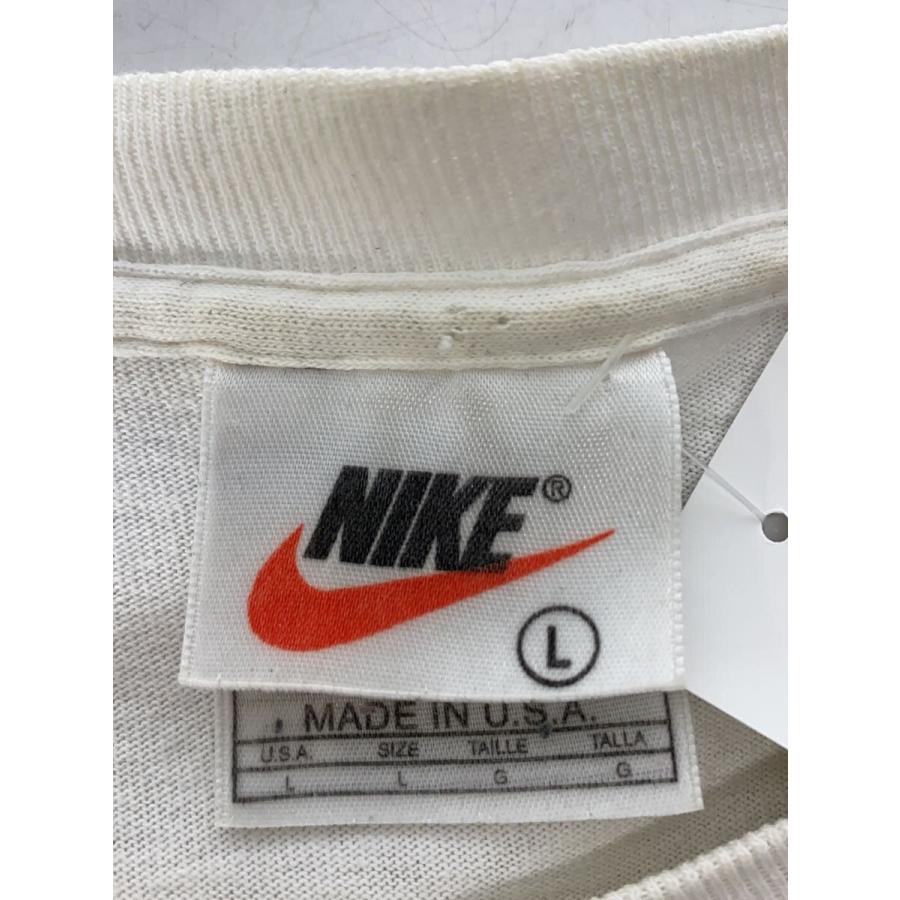 NIKE®
L
MADE IN U.S.A.
U.S.A. SIZE TAILLE TALLA
L L G G